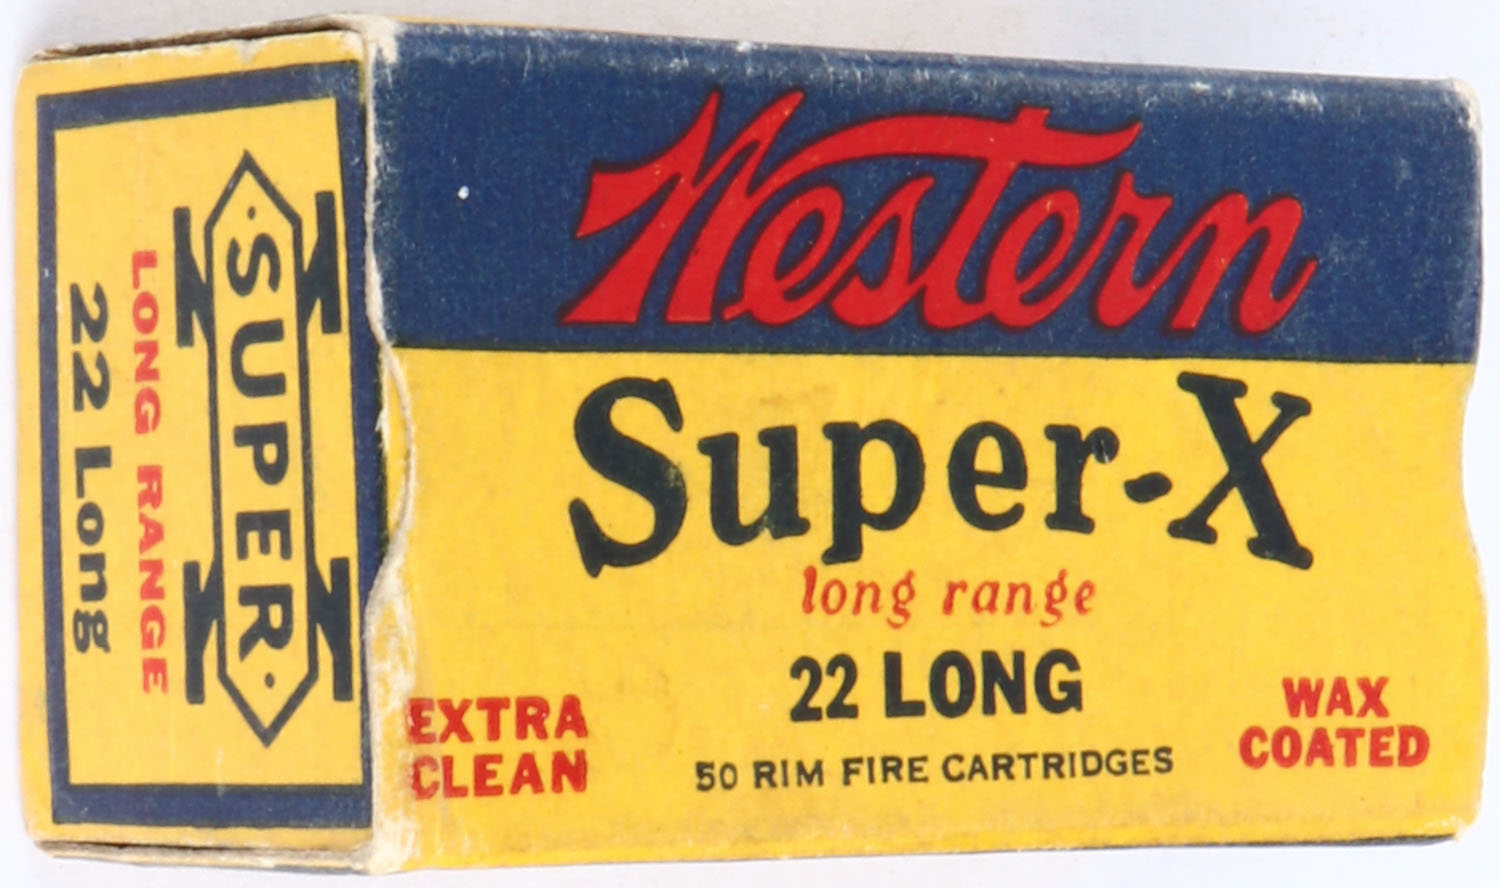 Western
Super-X
long range
22 LONG
EXTRA
CLEAN
50 RIM FIRE CARTRIDGES
WAX
COATED
SUPER
X
LONG RANGE
22 Long